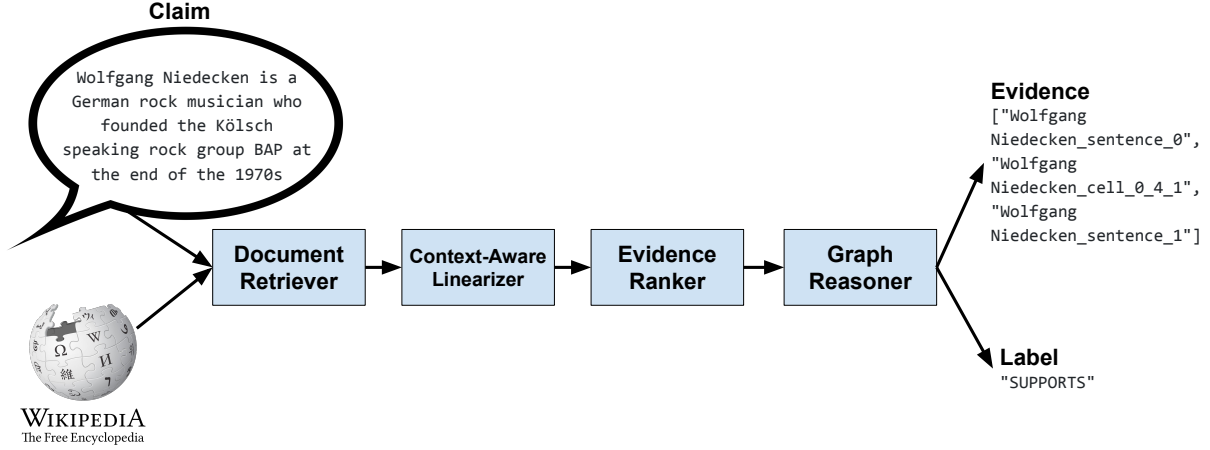 Claim
Wolfgang Niedecken is a
German rock musician who
founded the Kölsch
speaking rock group BAP at
the end of the 1970s
Document
Retriever
Context-Aware
Linearizer
Evidence
Ranker
Graph
Reasoner
Evidence
["Wolfgang
Niedecken_sentence_0",
"Wolfgang
Niedecken_cell_0_4_1",
"Wolfgang
Niedecken_sentence_1"]
Label
"SUPPORTS"
Ω
W
維
И
7
WIKIPEDIA
The Free Encyclopedia